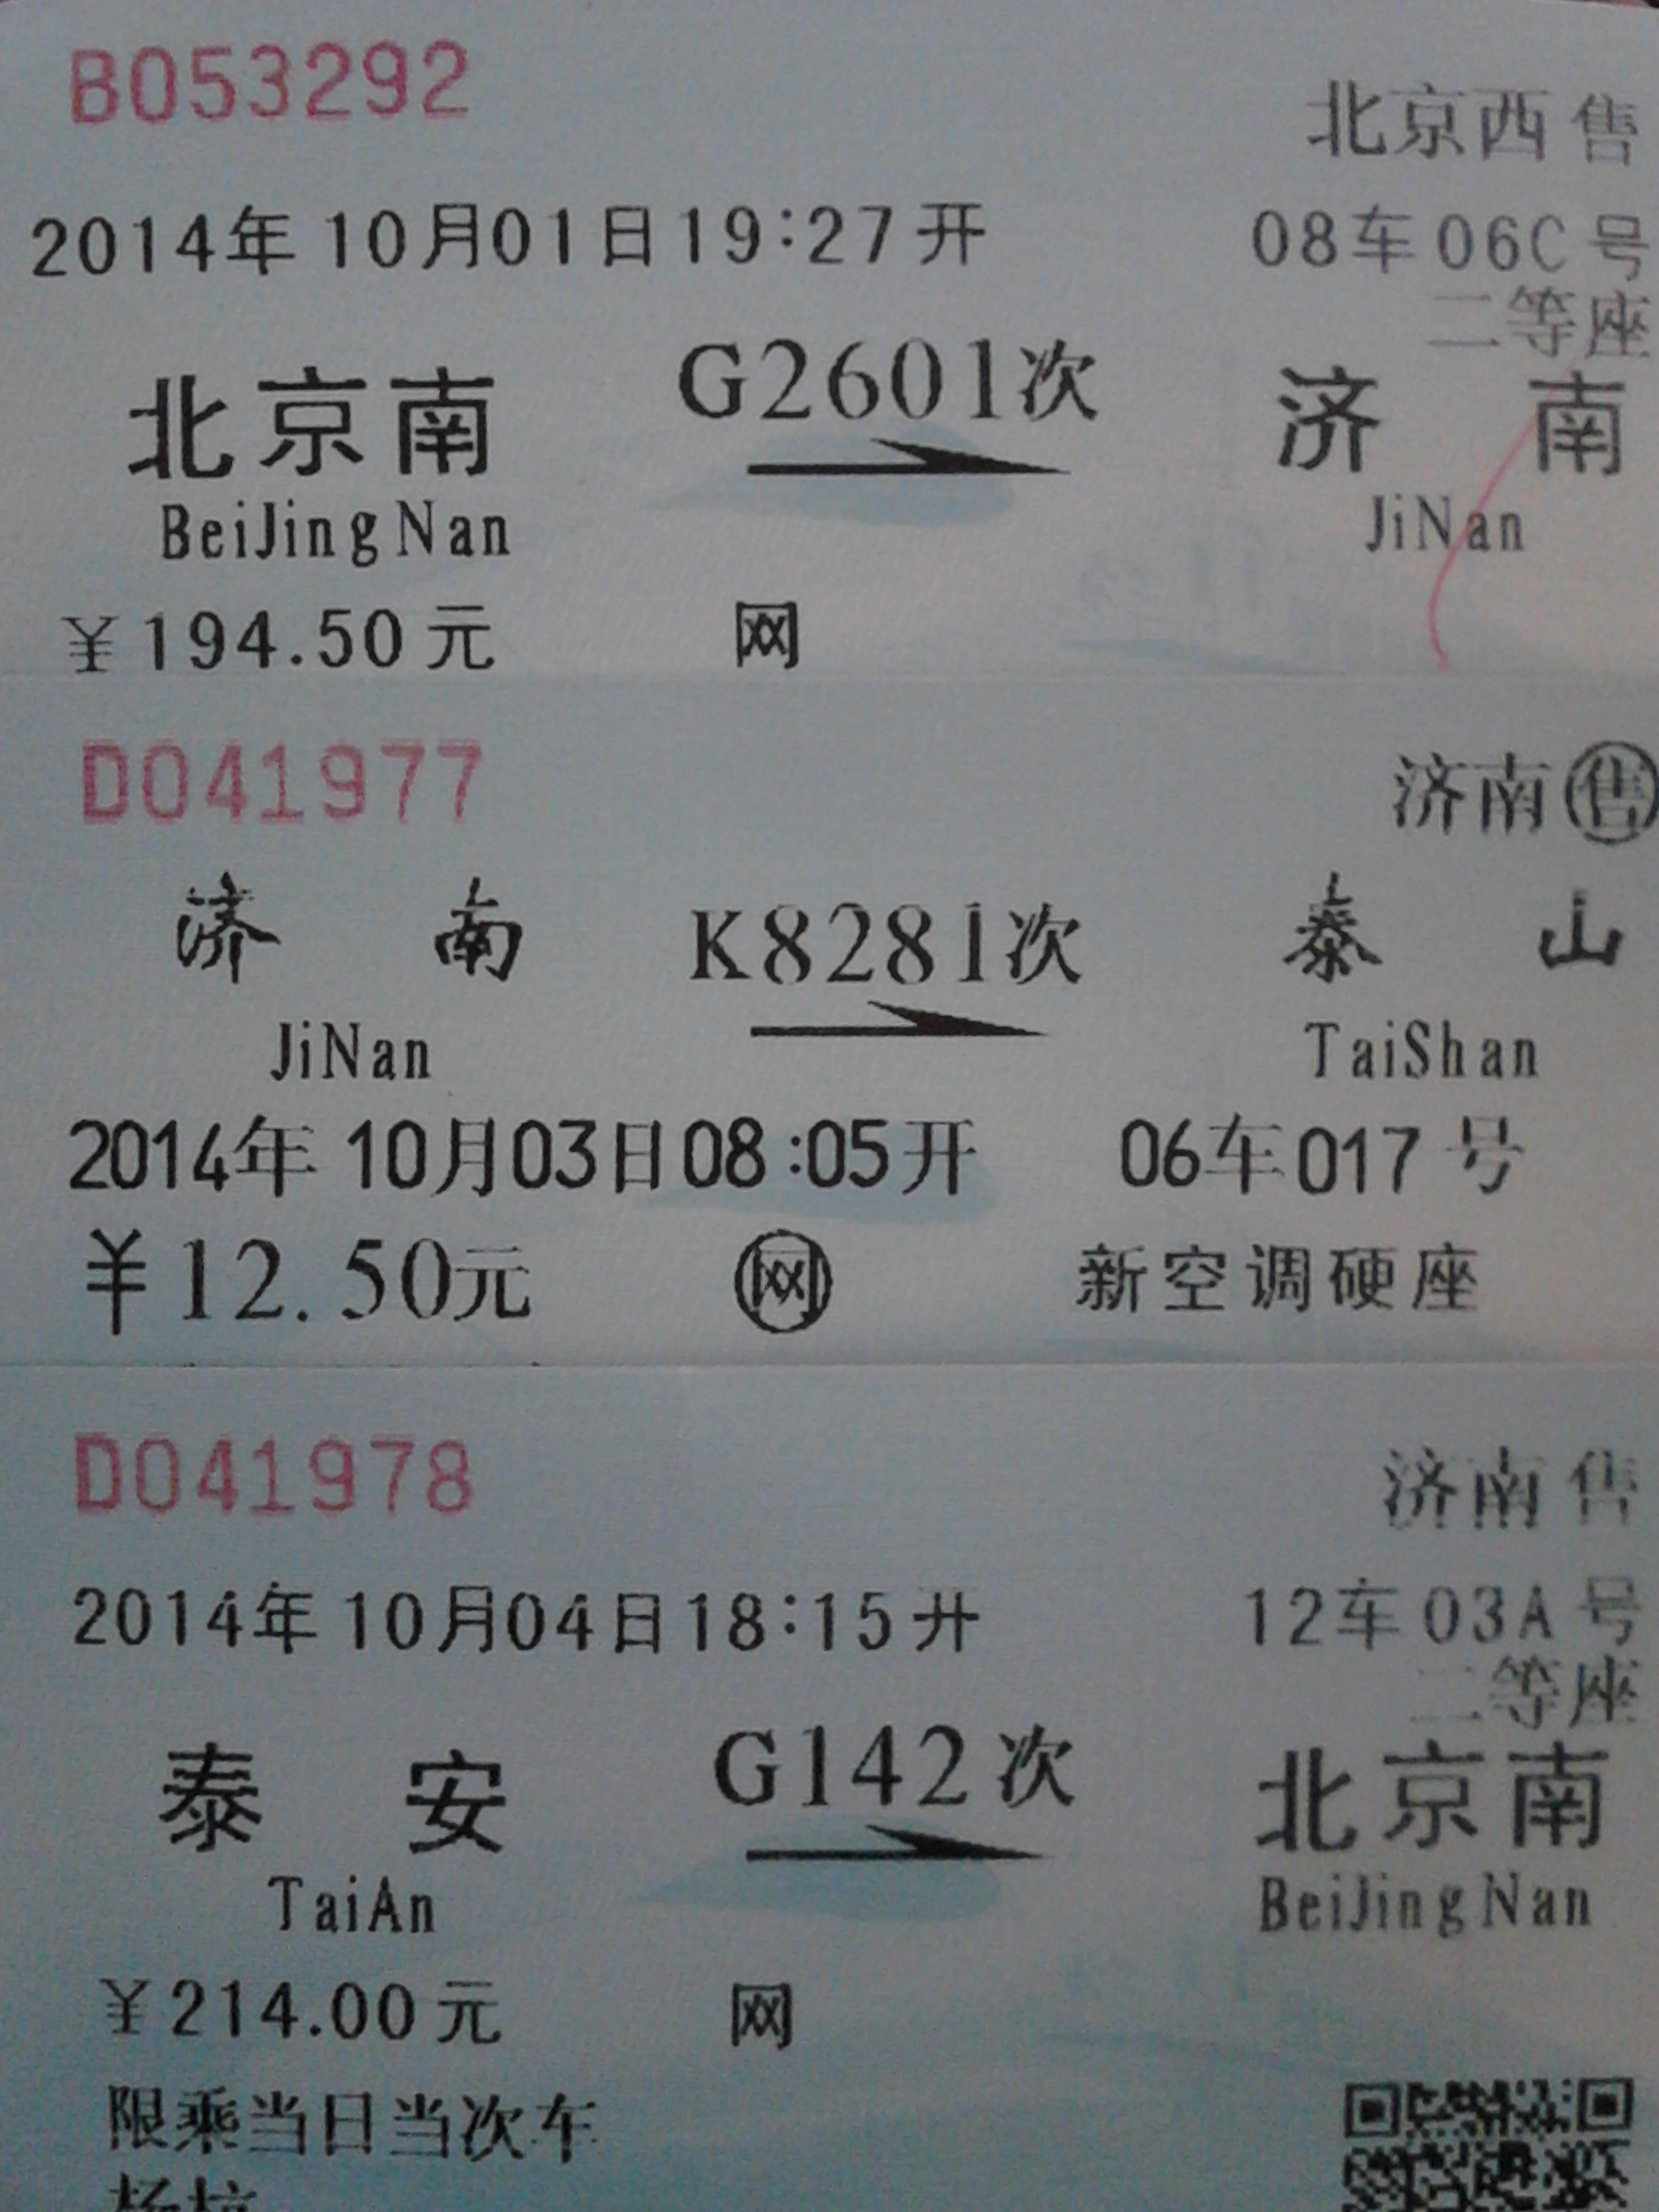 B053292
北京西 售
2014年10月01日19:27开 08车06C号
二等座
北京南 G2601次 济南
BeiJingNan JiNan
￥194.50元 网
D041977
济南售
济南 K8281次 泰山
JiNan TaiShan
2014年10月03日08:05开 06车017号
￥12.50元 网 新空调硬座
D041978
济南 售
2014年10月04日18:15开 12车03A号
二等座
泰安 G142次 北京南
TaiAn BeiJingNan
￥214.00元 网
限乘当日当次车